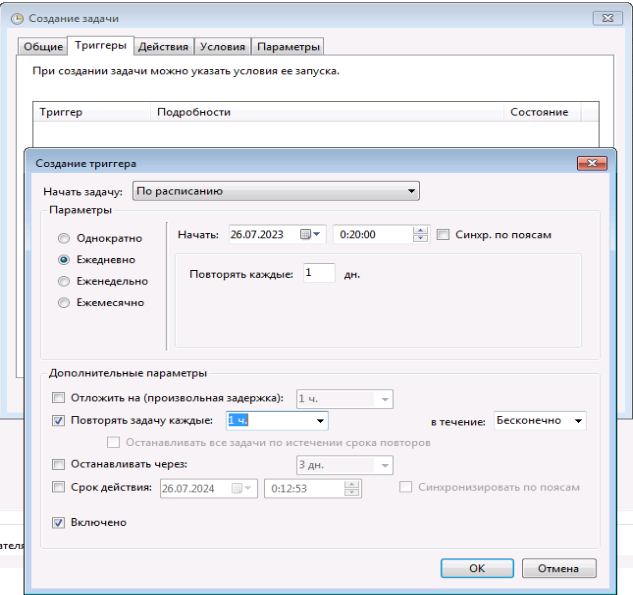 Создание задачи
Общие Триггеры Действия Условия Параметры
При создании задачи можно указать условия ее запуска.
Триггер Подробности Состояние
Создание триггера
Начать задачу: По расписанию
Параметры
Однократно
Ежедневно
Еженедельно
Ежемесячно
Начать: 26.07.2023 0:20:00 Синхр. по поясам
Повторять каждые: 1 дн.
Дополнительные параметры
Отложить на (произвольная задержка): 1 ч.
Повторять задачу каждые: 1 ч. в течение: Бесконечно
Останавливать все задачи по истечении срока повторов
Останавливать через: 3 дн.
Срок действия: 26.07.2024 0:12:53 Синхронизировать по поясам
Включено
ателя
OK Отмена